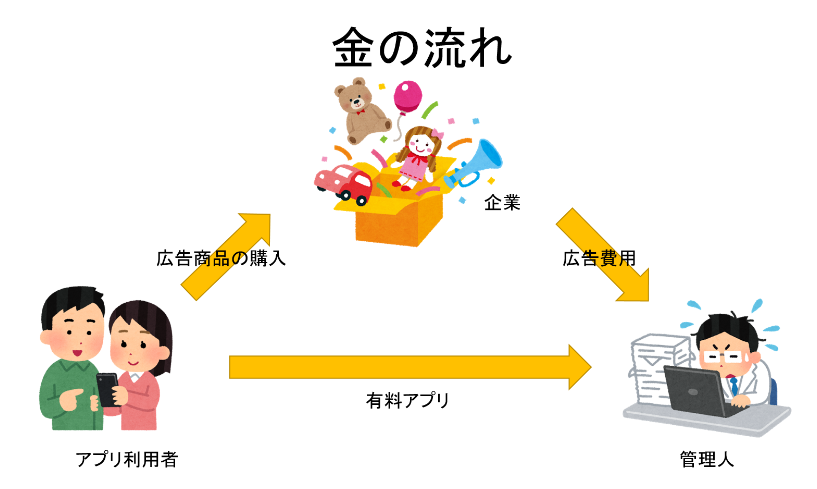 金の流れ
企業
広告商品の購入
広告費用
有料アプリ
アプリ利用者
管理人